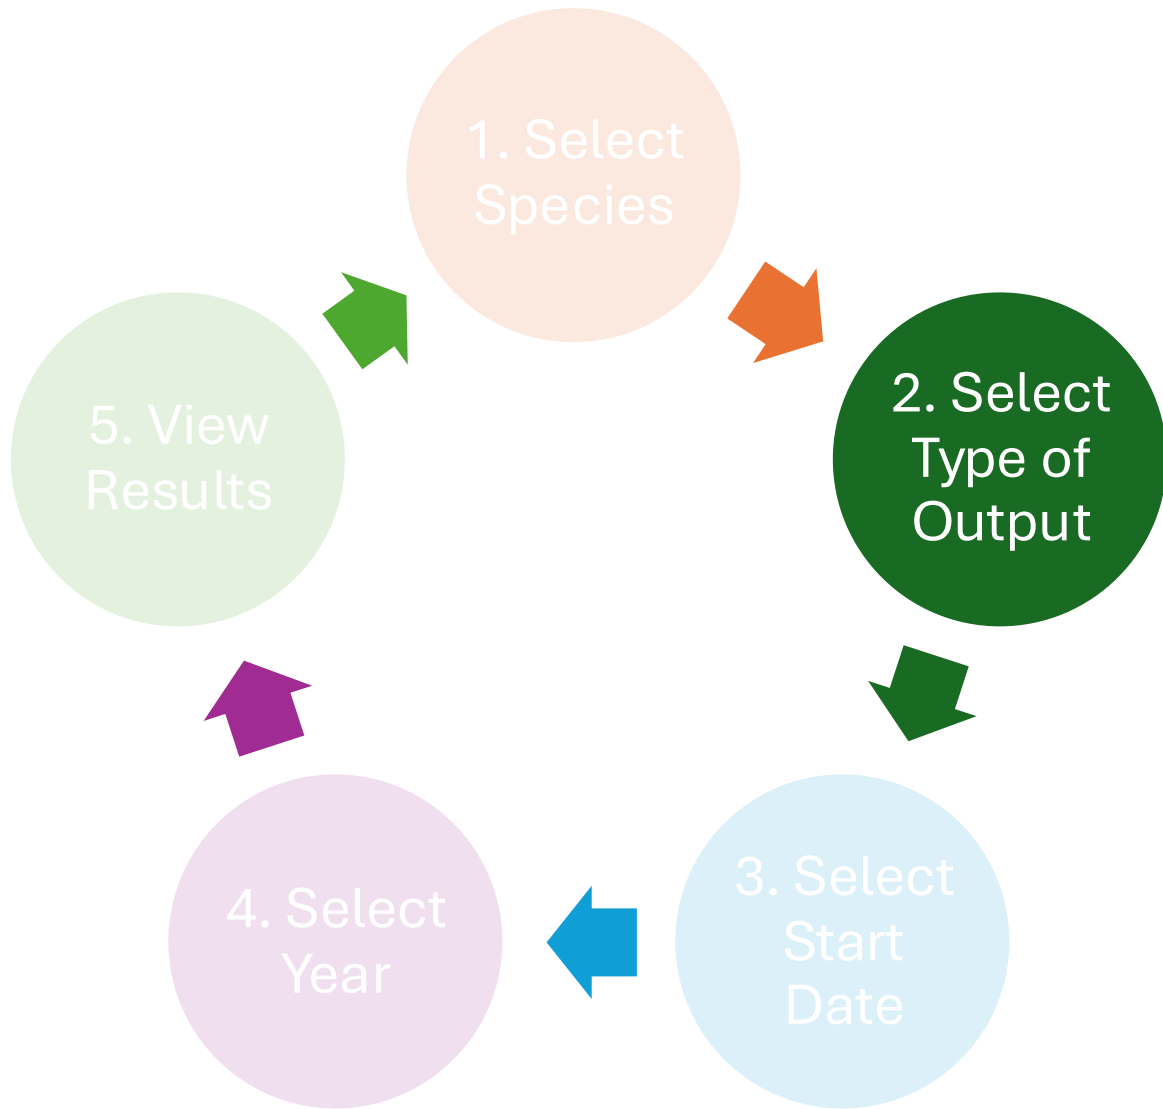 1. Select
Species
2. Select
Type of
Output
3. Select
Start
Date
4. Select
Year
5. View
Results